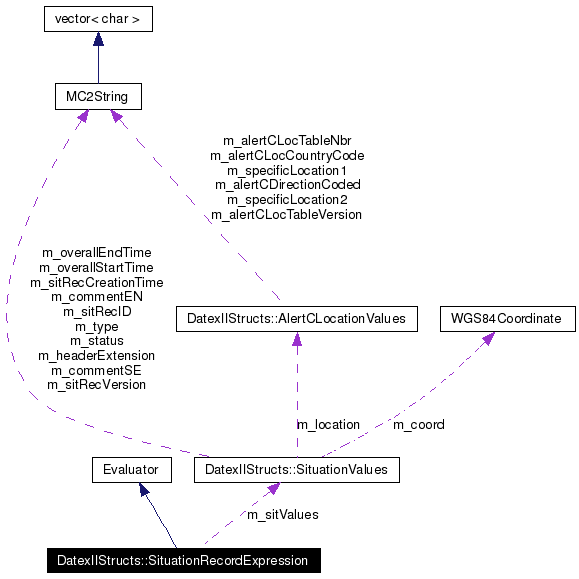 vector< char >
MC2String
m_alertCLocTableNbr
m_alertCLocCountryCode
m_specificLocation1
m_alertCDirectionCoded
m_specificLocation2
m_alertCLocTableVersion
m_overallEndTime
m_overallStartTime
m_sitRecCreationTime
m_commentEN
m_sitRecID
m_type
m_status
m_headerExtension
m_commentSE
m_sitRecVersion
DatexIIStructs::AlertCLocationValues
WGS84Coordinate
m_location
m_coord
Evaluator
DatexIIStructs::SituationValues
m_sitValues
DatexIIStructs::SituationRecordExpression